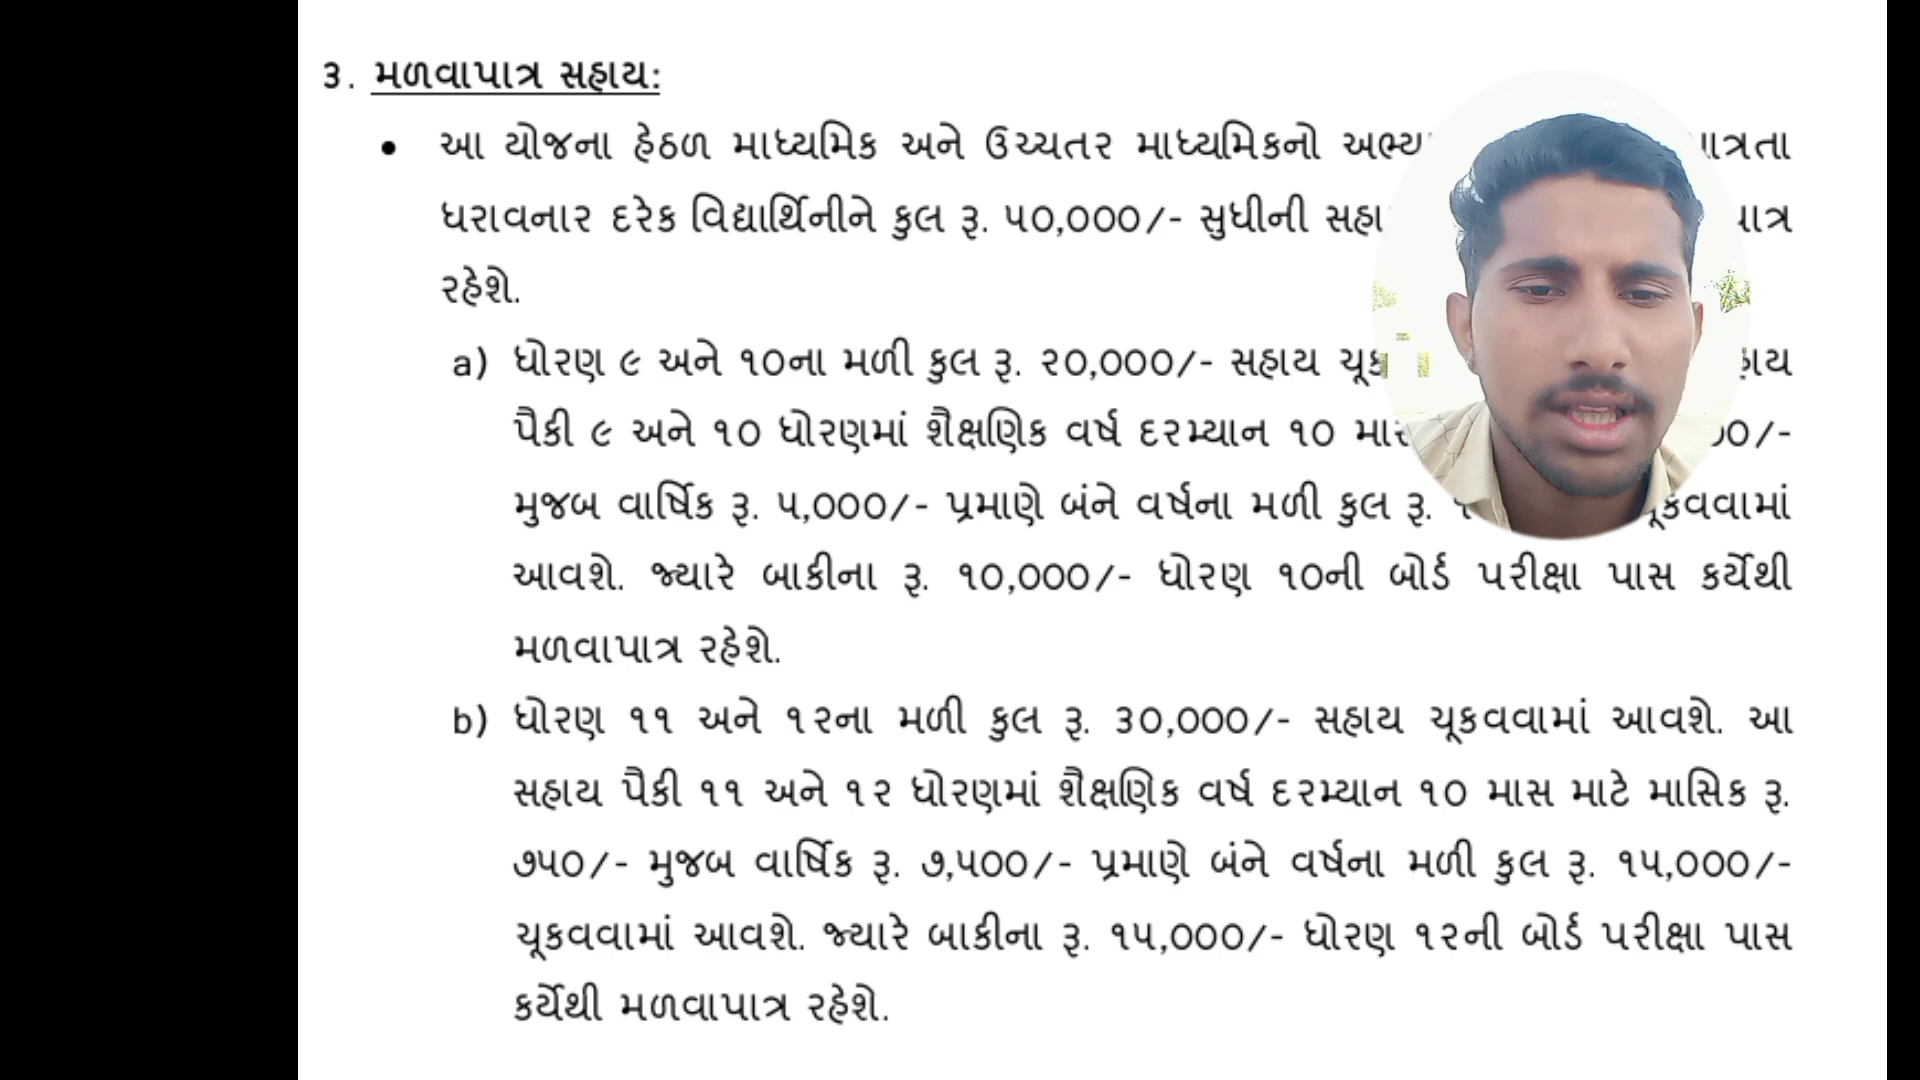 ૩. મળવાપાત્ર સહાય:
• આ યોજના હેઠળ માધ્યમિક અને ઉચ્ચતર માધ્યમિકનો
ધરાવનાર દરેક વિદ્યાર્થિનીને કુલ રૂ. ૫૦,૦૦૦/- સુધીની
રહેશે.
a) ધોરણ ૯ અને ૧૦ના મળી કુલ રૂ. ૨૦,૦૦૦/- સહાય
પૈકી ૯ અને ૧૦ ધોરણમાં શૈક્ષણિક વર્ષ દરમ્યાન ૧૦
મુજબ વાર્ષિક રૂ. ૫,૦૦૦/- પ્રમાણે બંને વર્ષના મળી કુલ રૂ.
આવશે. જ્યારે બાકીના રૂ. ૧૦,૦૦૦/- ધોરણ ૧૦ની બોર્ડ પરીક્ષા પાસ કર્યેથી
મળવાપાત્ર રહેશે.
b) ધોરણ ૧૧ અને ૧૨ના મળી કુલ રૂ. ૩૦,૦૦૦/- સહાય ચૂકવવામાં આવશે. આ
સહાય પૈકી ૧૧ અને ૧૨ ધોરણમાં શૈક્ષણિક વર્ષ દરમ્યાન ૧૦ માસ માટે માસિક રૂ.
૭૫૦/- મુજબ વાર્ષિક રૂ. ૭,૫૦૦/- પ્રમાણે બંને વર્ષના મળી કુલ રૂ. ૧૫,૦૦૦/-
ચૂકવવામાં આવશે. જ્યારે બાકીના રૂ. ૧૫,૦૦૦/- ધોરણ ૧૨ની બોર્ડ પરીક્ષા પાસ
કર્યેથી મળવાપાત્ર રહેશે.